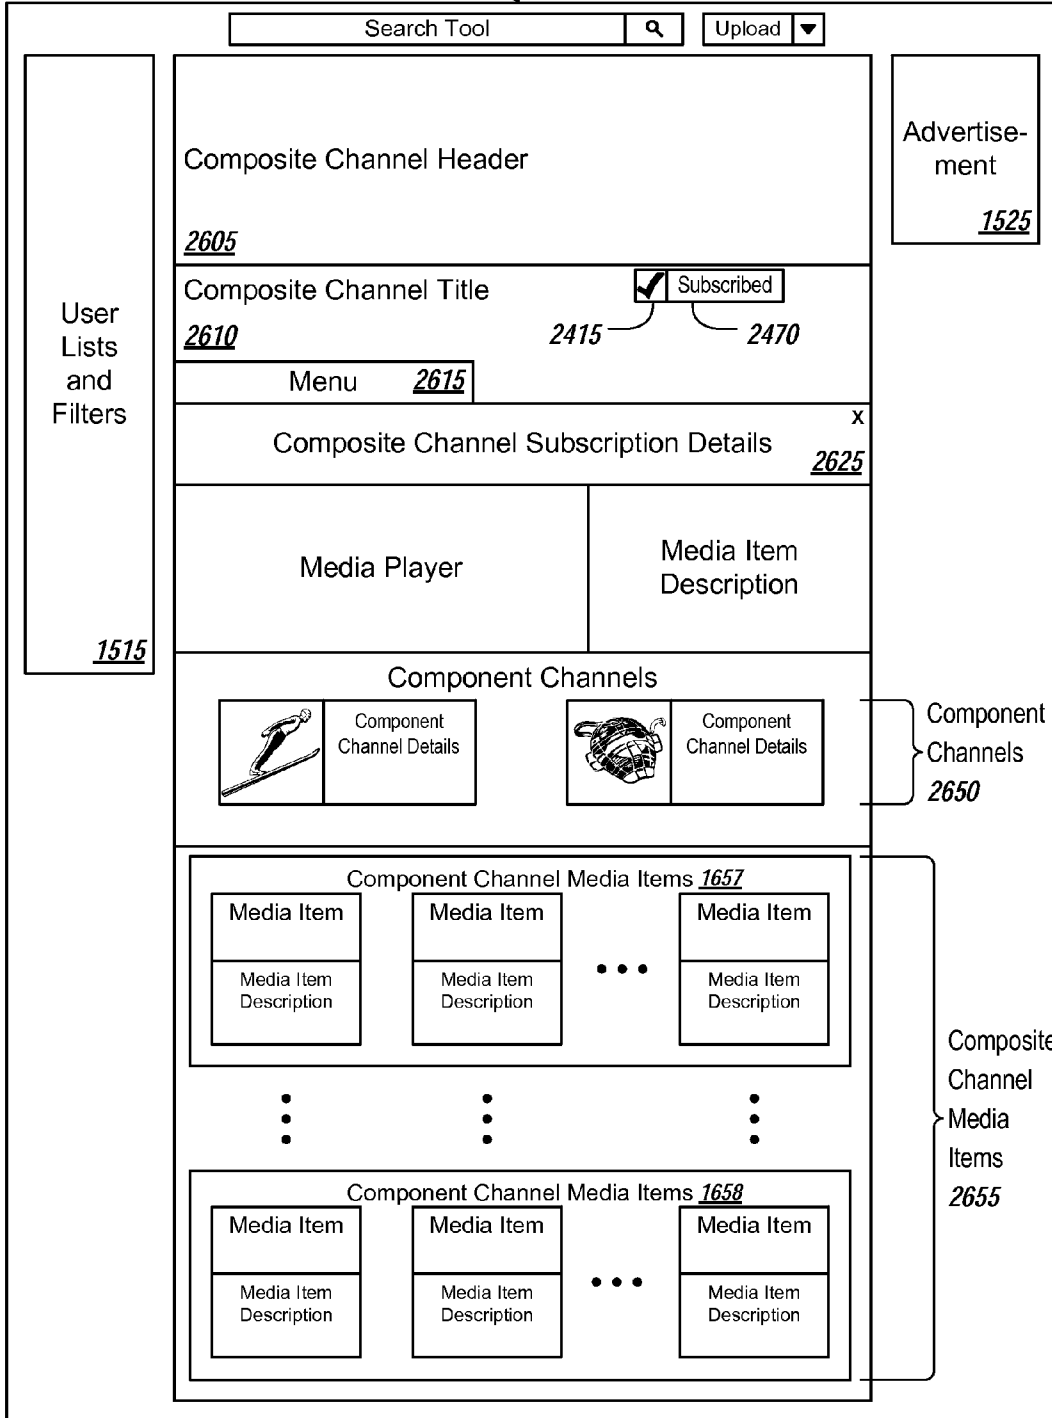 Search Tool
Upload
Composite Channel Header
2605
Advertise-
ment
1525
User
Lists
and
Filters
1515
Composite Channel Title
2610
Subscribed
2415
2470
Menu 2615
X
Composite Channel Subscription Details
2625
Media Player
Media Item
Description
Component Channels
Component
Channel Details
Component
Channel Details
Component
Channels
2650
Component Channel Media Items 1657
Media Item
Media Item
Description
Media Item
Media Item
Description
Media Item
Media Item
Description
Composite
Channel
Media
Items
2655
Component Channel Media Items 1658
Media Item
Media Item
Description
Media Item
Media Item
Description
Media Item
Media Item
Description